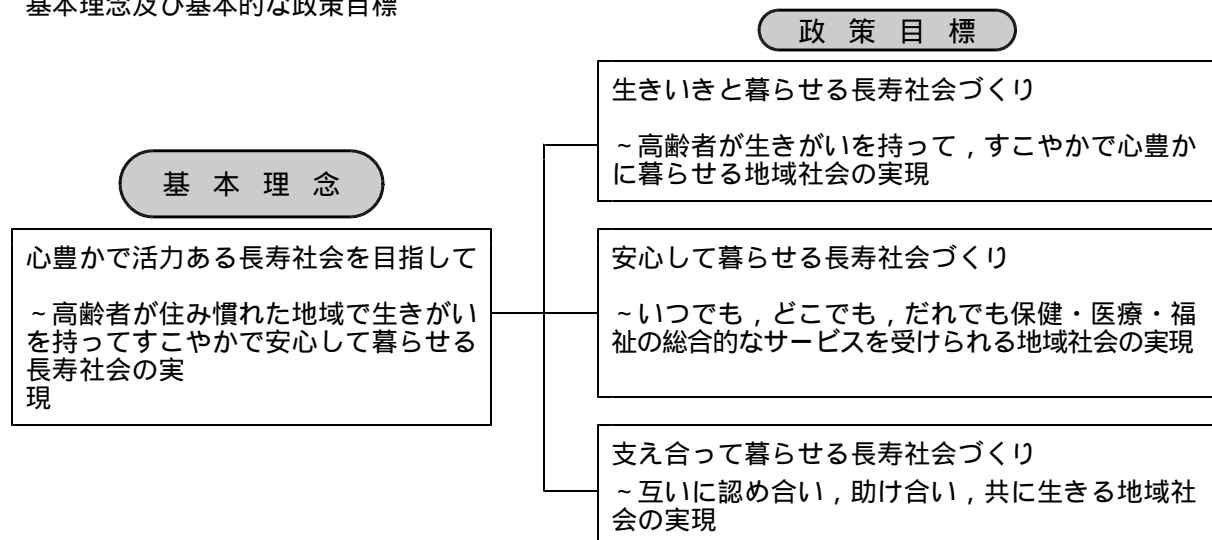 基本理念及び基本的な政策目標
政策目標
生きいきと暮らせる長寿社会づくり
~高齢者が生きがいを持って,すこやかで心豊か
に暮らせる地域社会の実現
基本理念
心豊かで活力ある長寿社会を目指して
~高齢者が住み慣れた地域で生きがい
を持ってすこやかで安心して暮らせる
長寿社会の実
現
安心して暮らせる長寿社会づくり
~いつでも,どこでも,だれでも保健・医療・福
祉の総合的なサービスを受けられる地域社会の実現
支え合って暮らせる長寿社会づくり
~互いに認め合い,助け合い,共に生きる地域社
会の実現